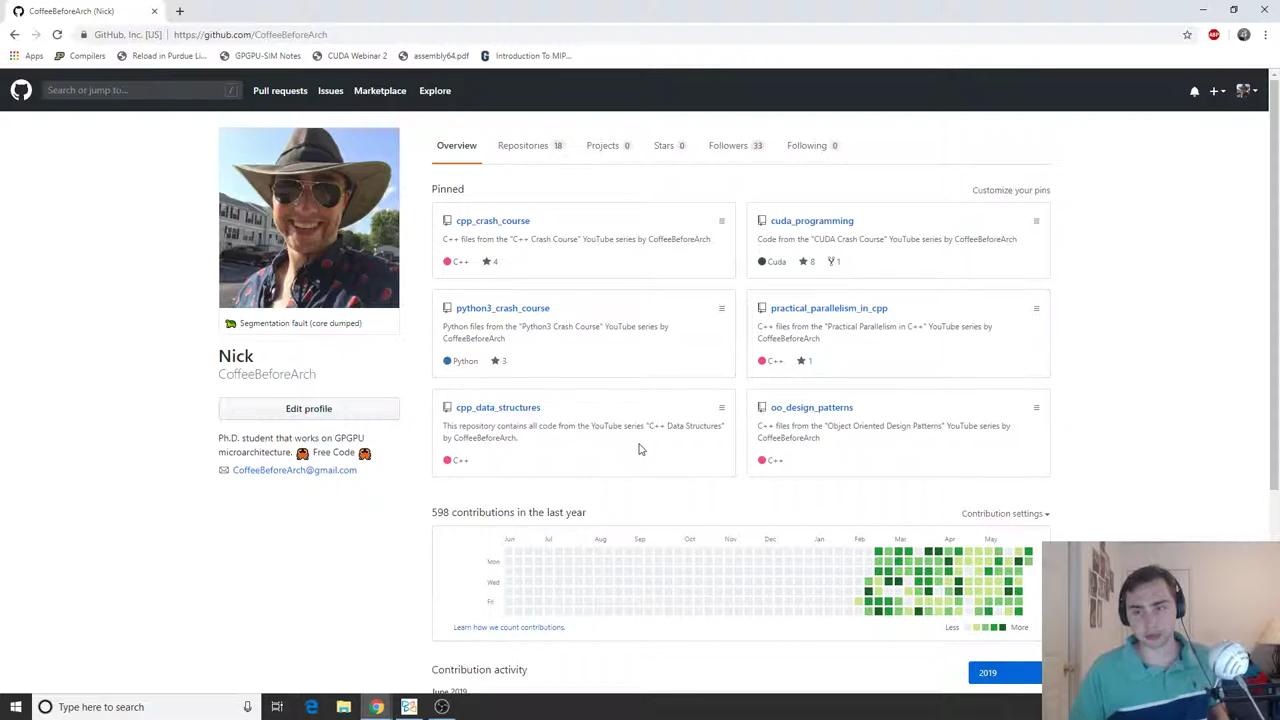 CoffeeBeforeArch (Nick)
GitHub, Inc. [US] https://github.com/CoffeeBeforeArch
Apps Compilers Reload in Purdue Li... GPGPU-SIM Notes CUDA Webinar 2 assembly64.pdf Introduction To MIP...
Search or jump to... / Pull requests Issues Marketplace Explore
Overview Repositories 18 Projects 0 Stars 0 Followers 33 Following 0
Pinned Customize your pins
cpp_crash_course
C++ files from the "C++ Crash Course" YouTube series by CoffeeBeforeArch
C++ 4
cuda_programming
Code from the "CUDA Crash Course" YouTube series by CoffeeBeforeArch
Cuda 8 1
python3_crash_course
Python files from the "Python3 Crash Course" YouTube series by
CoffeeBeforeArch
Python 3
practical_parallelism_in_cpp
C++ files from the "Practical Parallelism in C++" YouTube series by
CoffeeBeforeArch
C++ 1
cpp_data_structures
This repository contains all code from the YouTube series "C++ Data Structures"
by CoffeeBeforeArch.
C++
oo_design_patterns
C++ files from the "Object Oriented Design Patterns" YouTube series by
CoffeeBeforeArch
C++
Segmentation fault (core dumped)
Nick
CoffeeBeforeArch
Edit profile
Ph.D. student that works on GPGPU
microarchitecture. Free Code
CoffeeBeforeArch@gmail.com
598 contributions in the last year Contribution settings
Jun Jul Aug Sep Oct Nov Dec Jan Feb Mar Apr May
Mon
Wed
Fri
Learn how we count contributions. Less More
Contribution activity 2019
June 2019
Type here to search